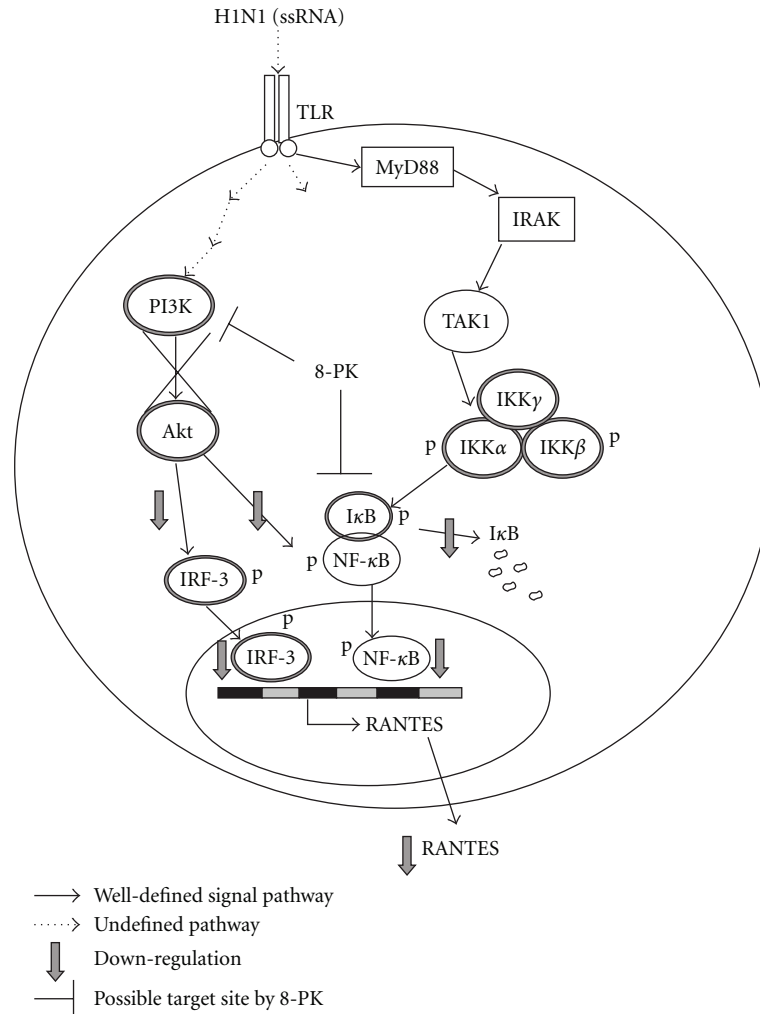 H1N1 (ssRNA)
TLR
MyD88
IRAK
PI3K
TAK1
8-PK
IKKγ
Akt
p
IKKα
IKKβ
p
IκB
p
IκB
p
NF-κB
IRF-3
p
p
IRF-3
p
NF-κB
RANTES
RANTES
Well-defined signal pathway
Undefined pathway
Down-regulation
Possible target site by 8-PK